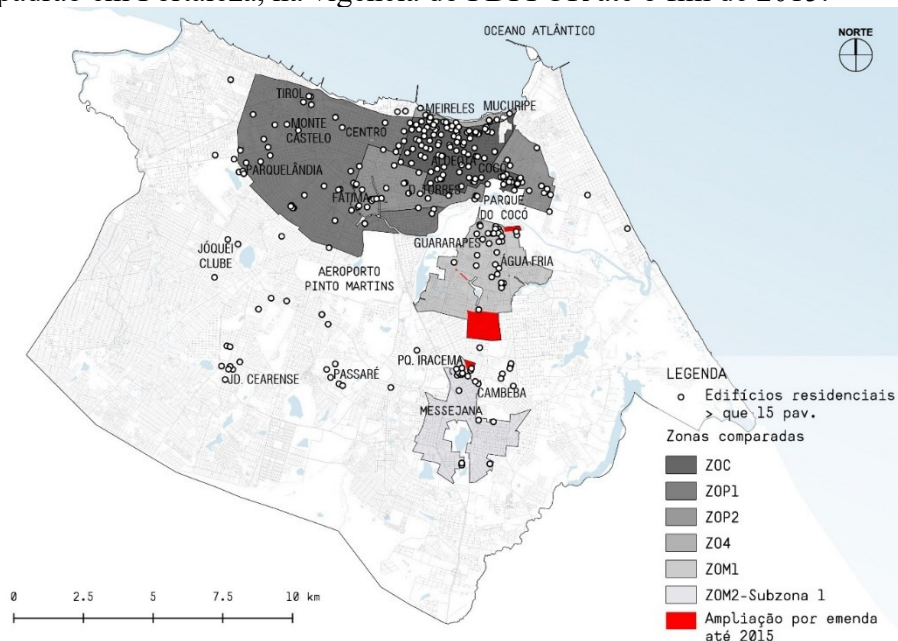 padrão em Fortaleza, na vigência do PDPFOR até o fim de 2015.
OCEANO ATLÂNTICO
NORTE
TIROL
MEIRELES
MUCURIPE
MONTE
CASTELO
CENTRO
ALDEOTA
COCÓ
PARQUELÂNDIA
FÁTIMA
D. TORRES
PARQUE
DO COCÓ
GUARARAPES
JÓQUEI
CLUBE
ÁGUA FRIA
AEROPORTO
PINTO MARTINS
PQ. IRACEMA
JD. CEARENSE
PASSARÉ
CAMBEBA
MESSEJANA
LEGENDA
Edifícios residenciais
> que 15 pav.
Zonas comparadas
ZOC
ZOP1
ZOP2
ZO4
ZOM1
ZOM2-Subzona 1
Ampliação por emenda
até 2015
0 2.5 5 7.5 10 km